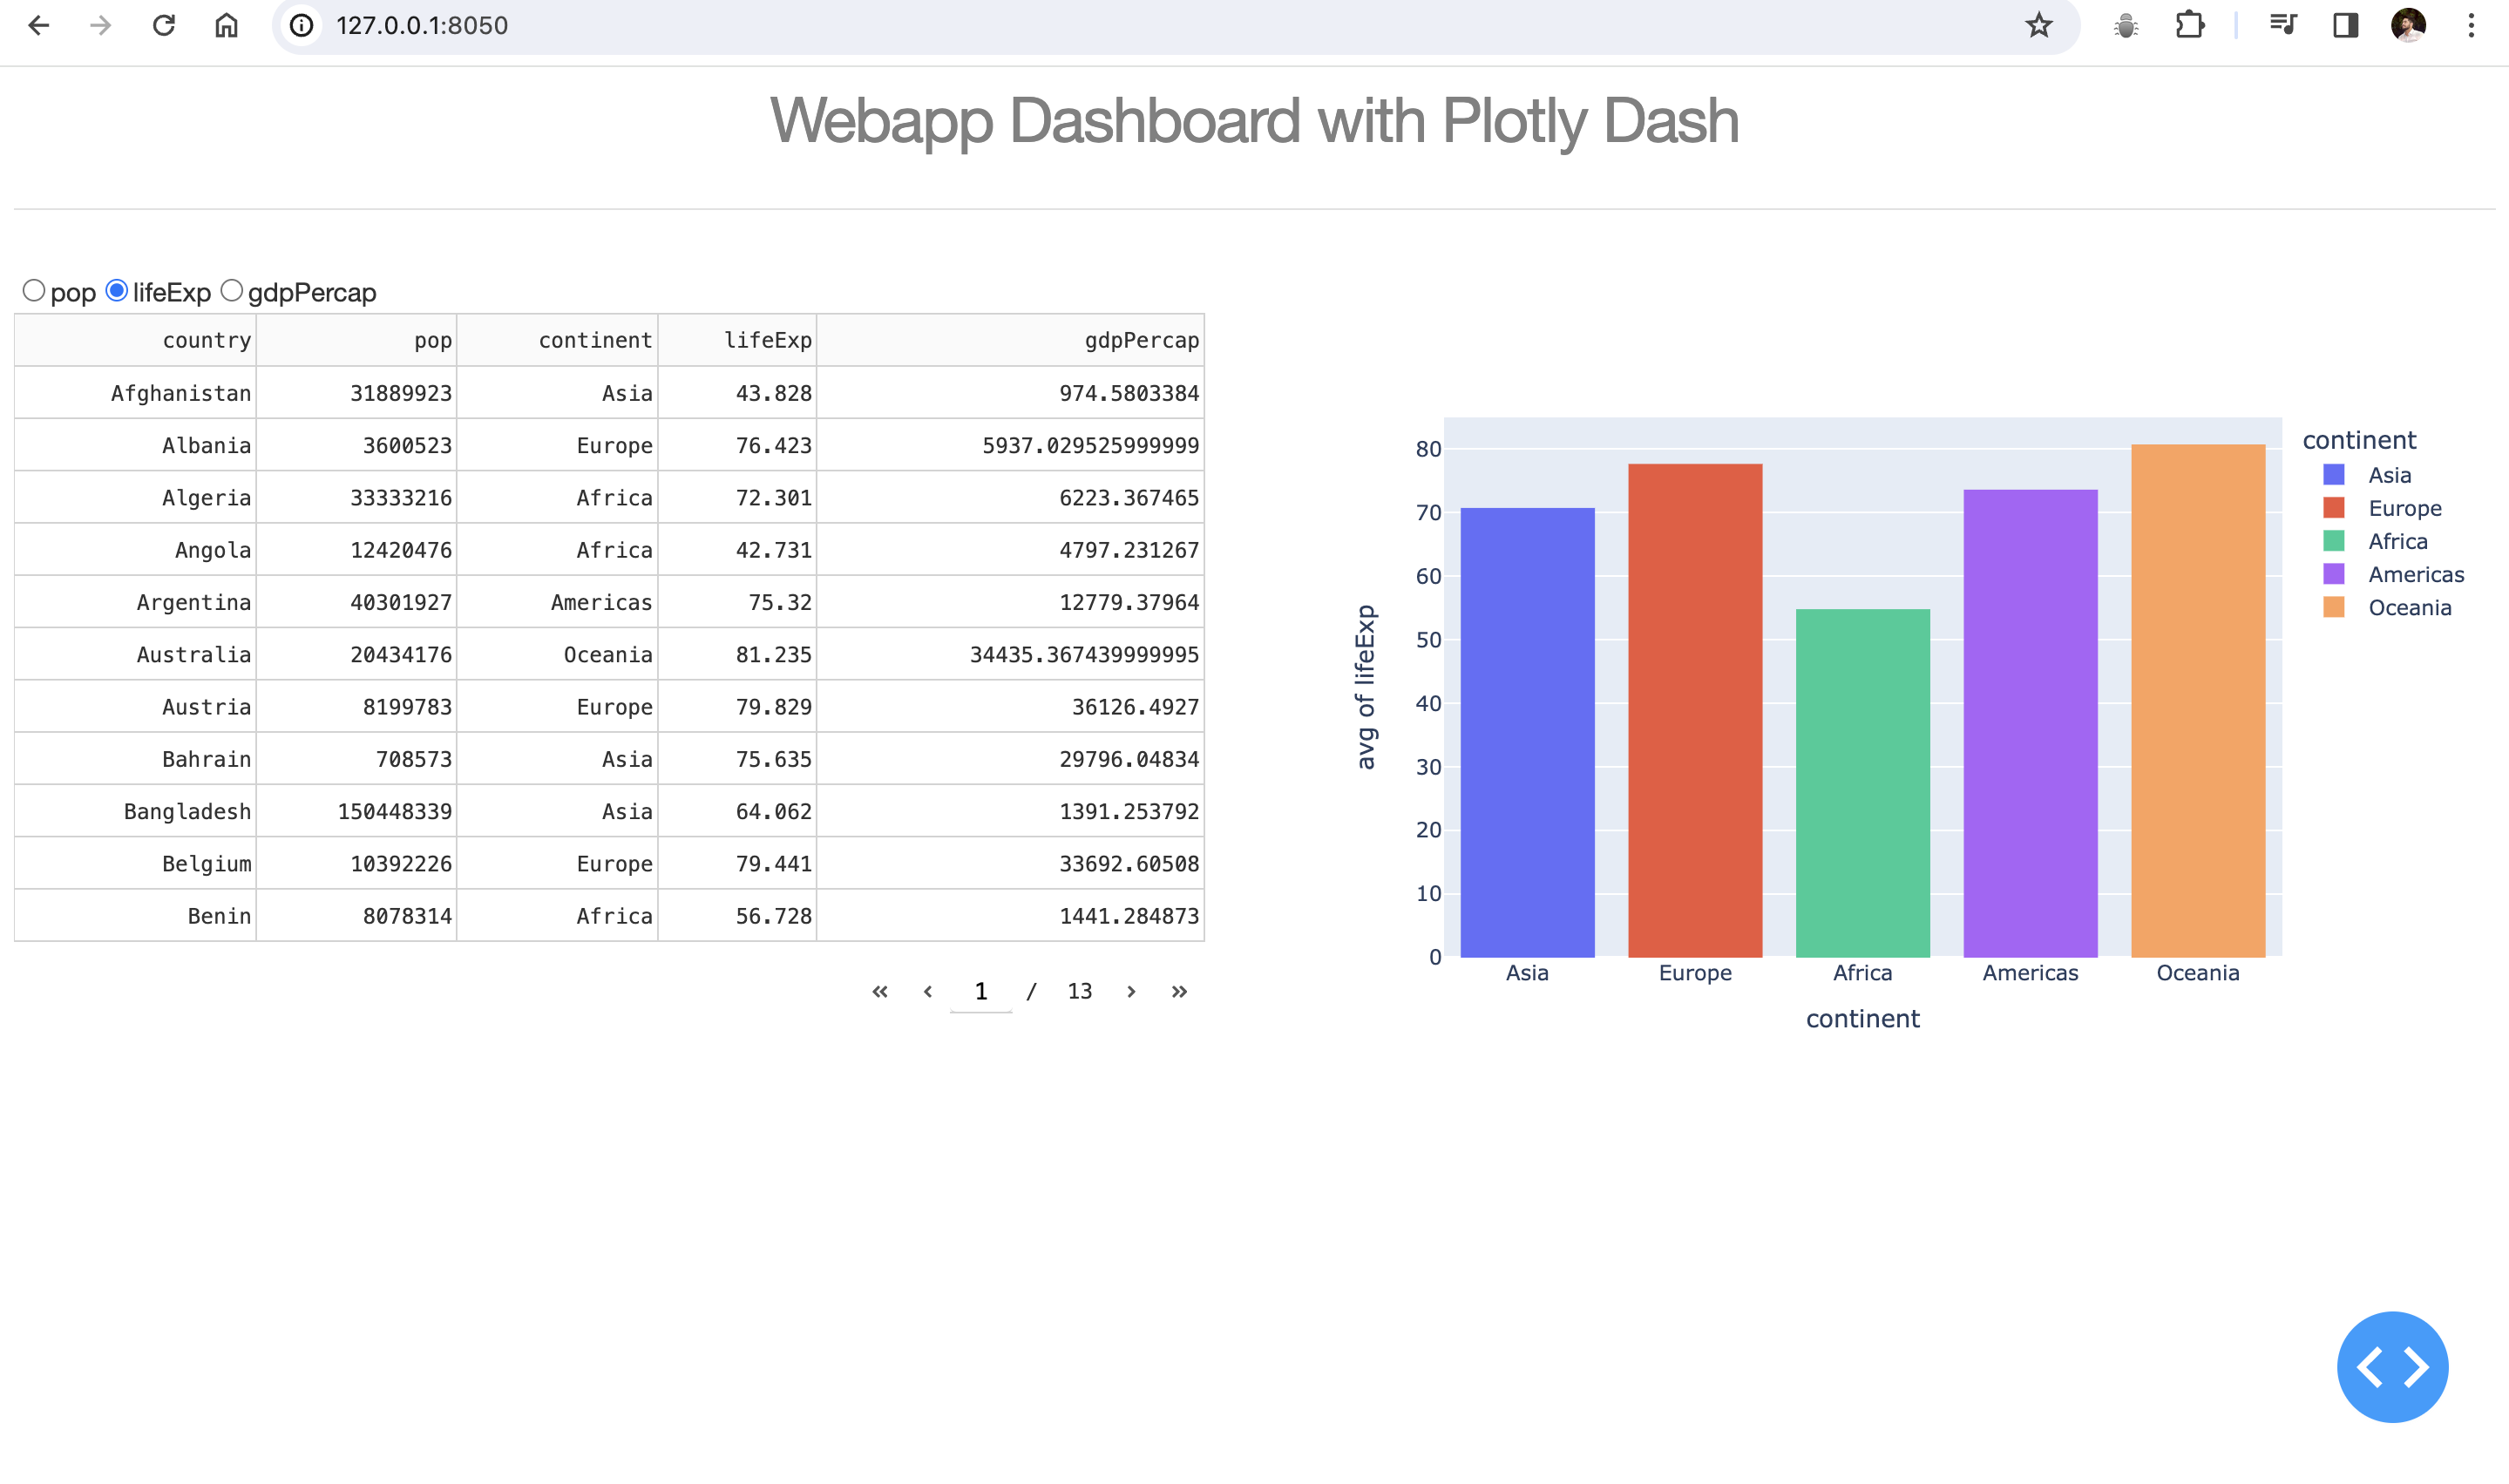 127.0.0.1:8050
Webapp Dashboard with Plotly Dash
pop lifeExp gdpPercap
country pop continent lifeExp gdpPercap
Afghanistan 31889923 Asia 43.828 974.5803384
Albania 3600523 Europe 76.423 5937.029525999999
Algeria 33333216 Africa 72.301 6223.367465
Angola 12420476 Africa 42.731 4797.231267
Argentina 40301927 Americas 75.32 12779.37964
Australia 20434176 Oceania 81.235 34435.367439999995
Austria 8199783 Europe 79.829 36126.4927
Bahrain 708573 Asia 75.635 29796.04834
Bangladesh 150448339 Asia 64.062 1391.253792
Belgium 10392226 Europe 79.441 33692.60508
Benin 8078314 Africa 56.728 1441.284873
« ‹ 1 / 13 › »
avg of lifeExp
80
70
60
50
40
30
20
10
0
Asia Europe Africa Americas Oceania
continent
continent
Asia
Europe
Africa
Americas
Oceania